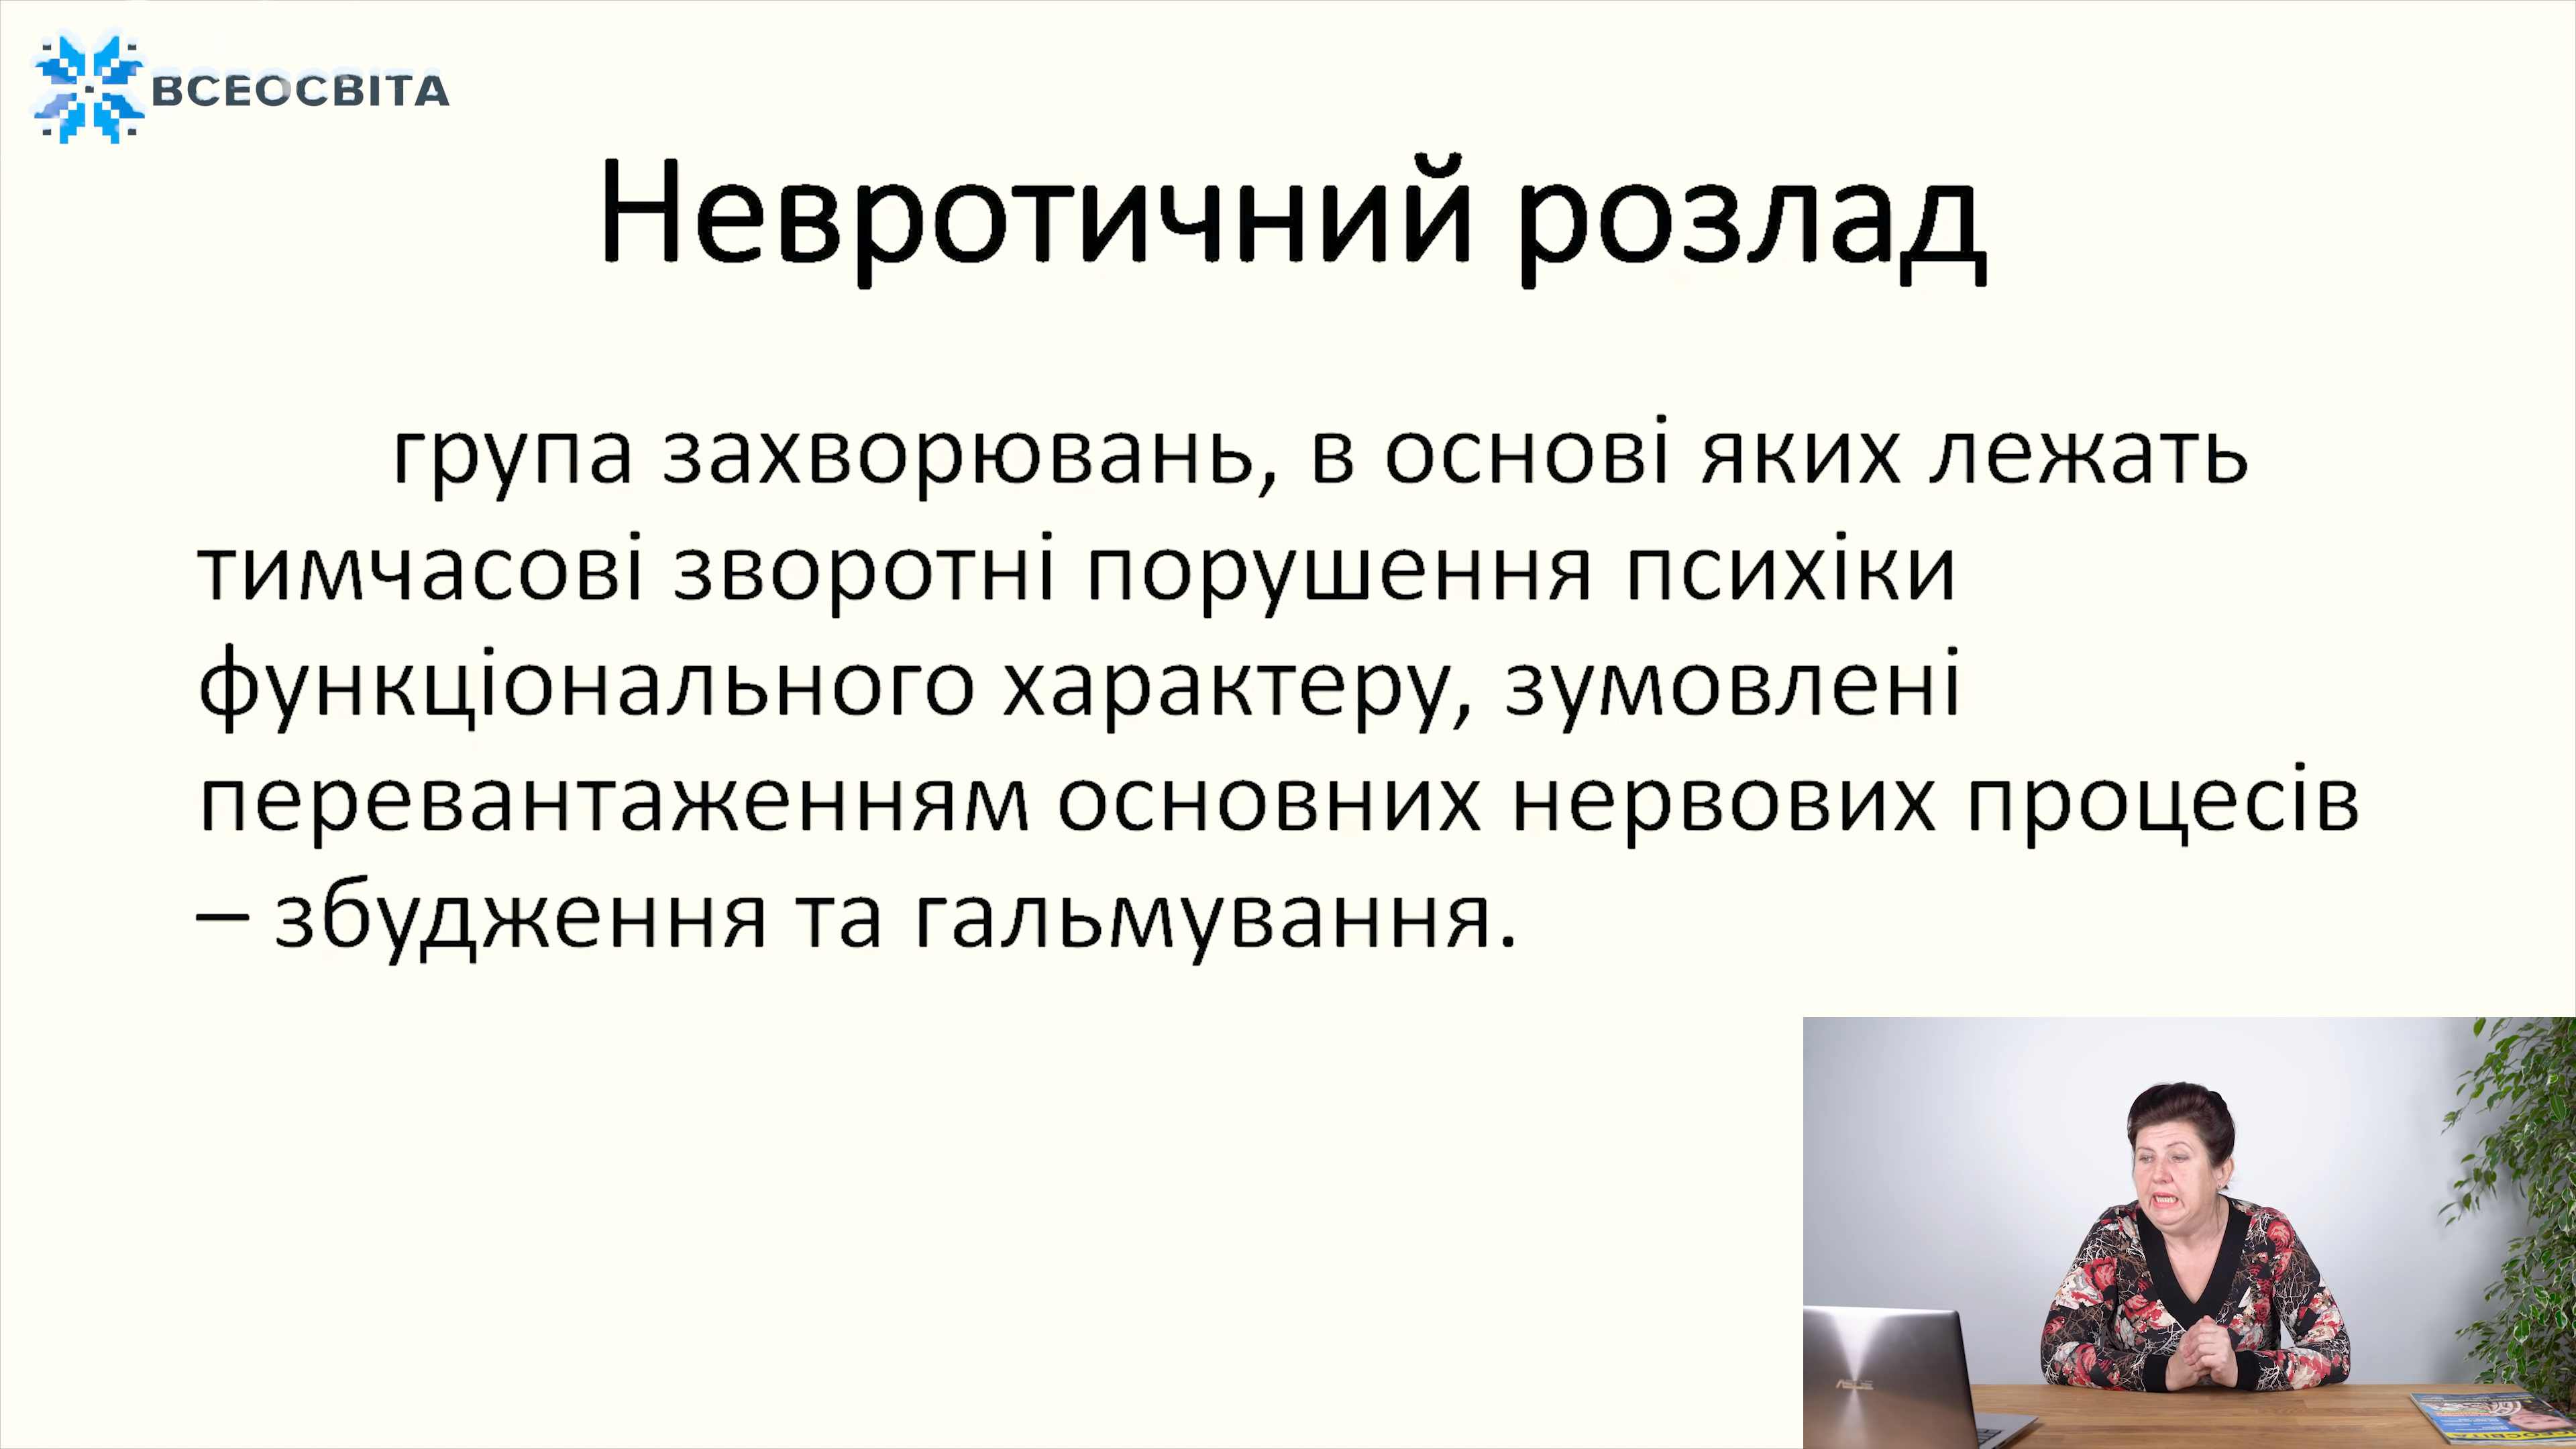 ВСЕОСВІТА
Невротичний розлад
група захворювань, в основі яких лежать
тимчасові зворотні порушення психіки
функціонального характеру, зумовлені
перевантаженням основних нервових процесів
– збудження та гальмування.
ASUS